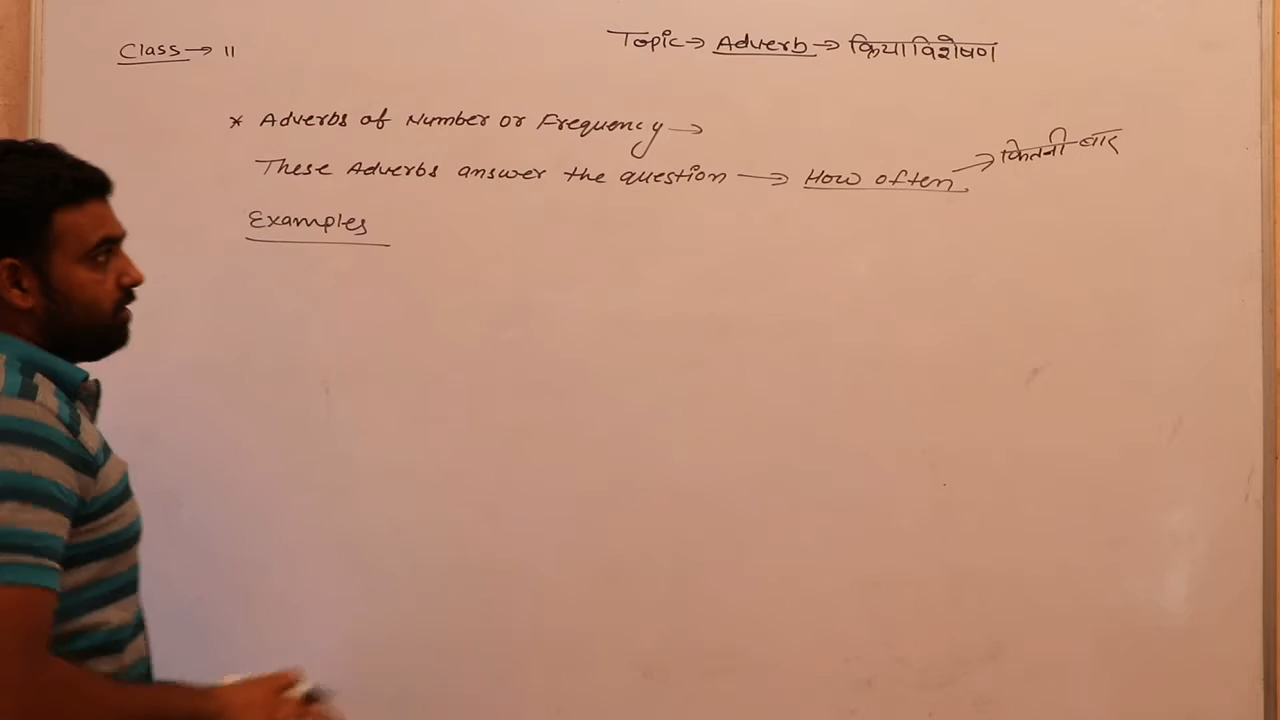 Class → 11
Topic → Adverb → क्रिया विशेषण
* Adverbs of Number or Frequency →
These Adverbs answer the question → How often. → कितनी बार
Examples